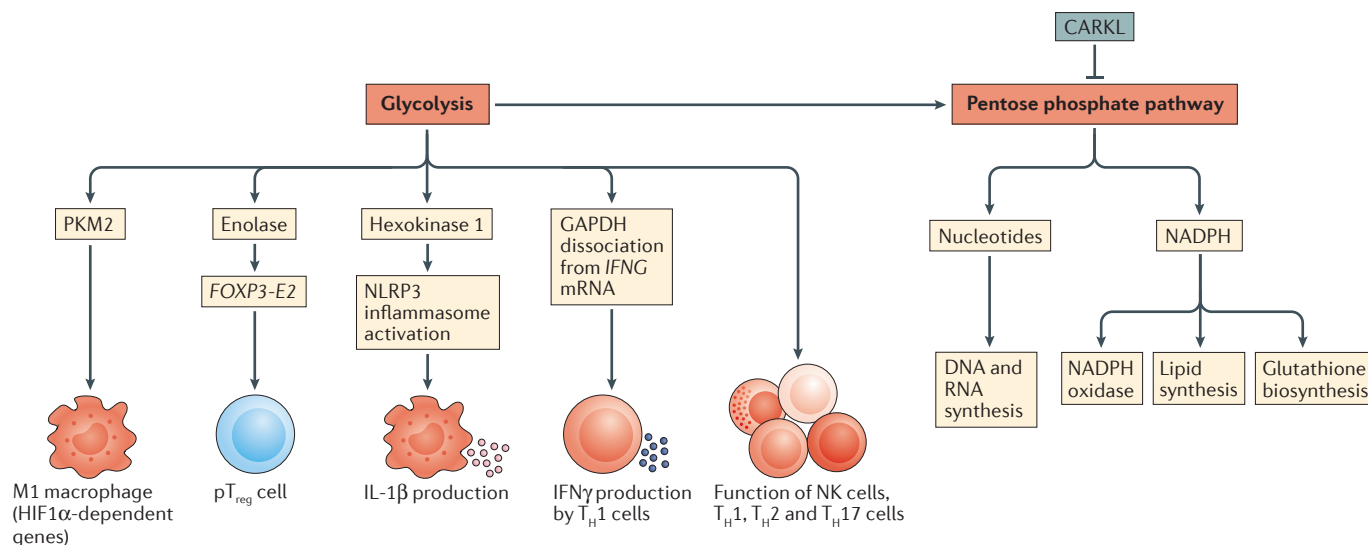 CARKL
Glycolysis
Pentose phosphate pathway
PKM2
Enolase
Hexokinase 1
GAPDH
dissociation
from IFNG
mRNA
Nucleotides
NADPH
FOXP3-E2
NLRP3
inflammasome
activation
DNA and
RNA
synthesis
NADPH
oxidase
Lipid
synthesis
Glutathione
biosynthesis
M1 macrophage
(HIF1α-dependent
genes)
pTreg cell
IL-1β production
IFNγ production
by TH1 cells
Function of NK cells,
TH1, TH2 and TH17 cells